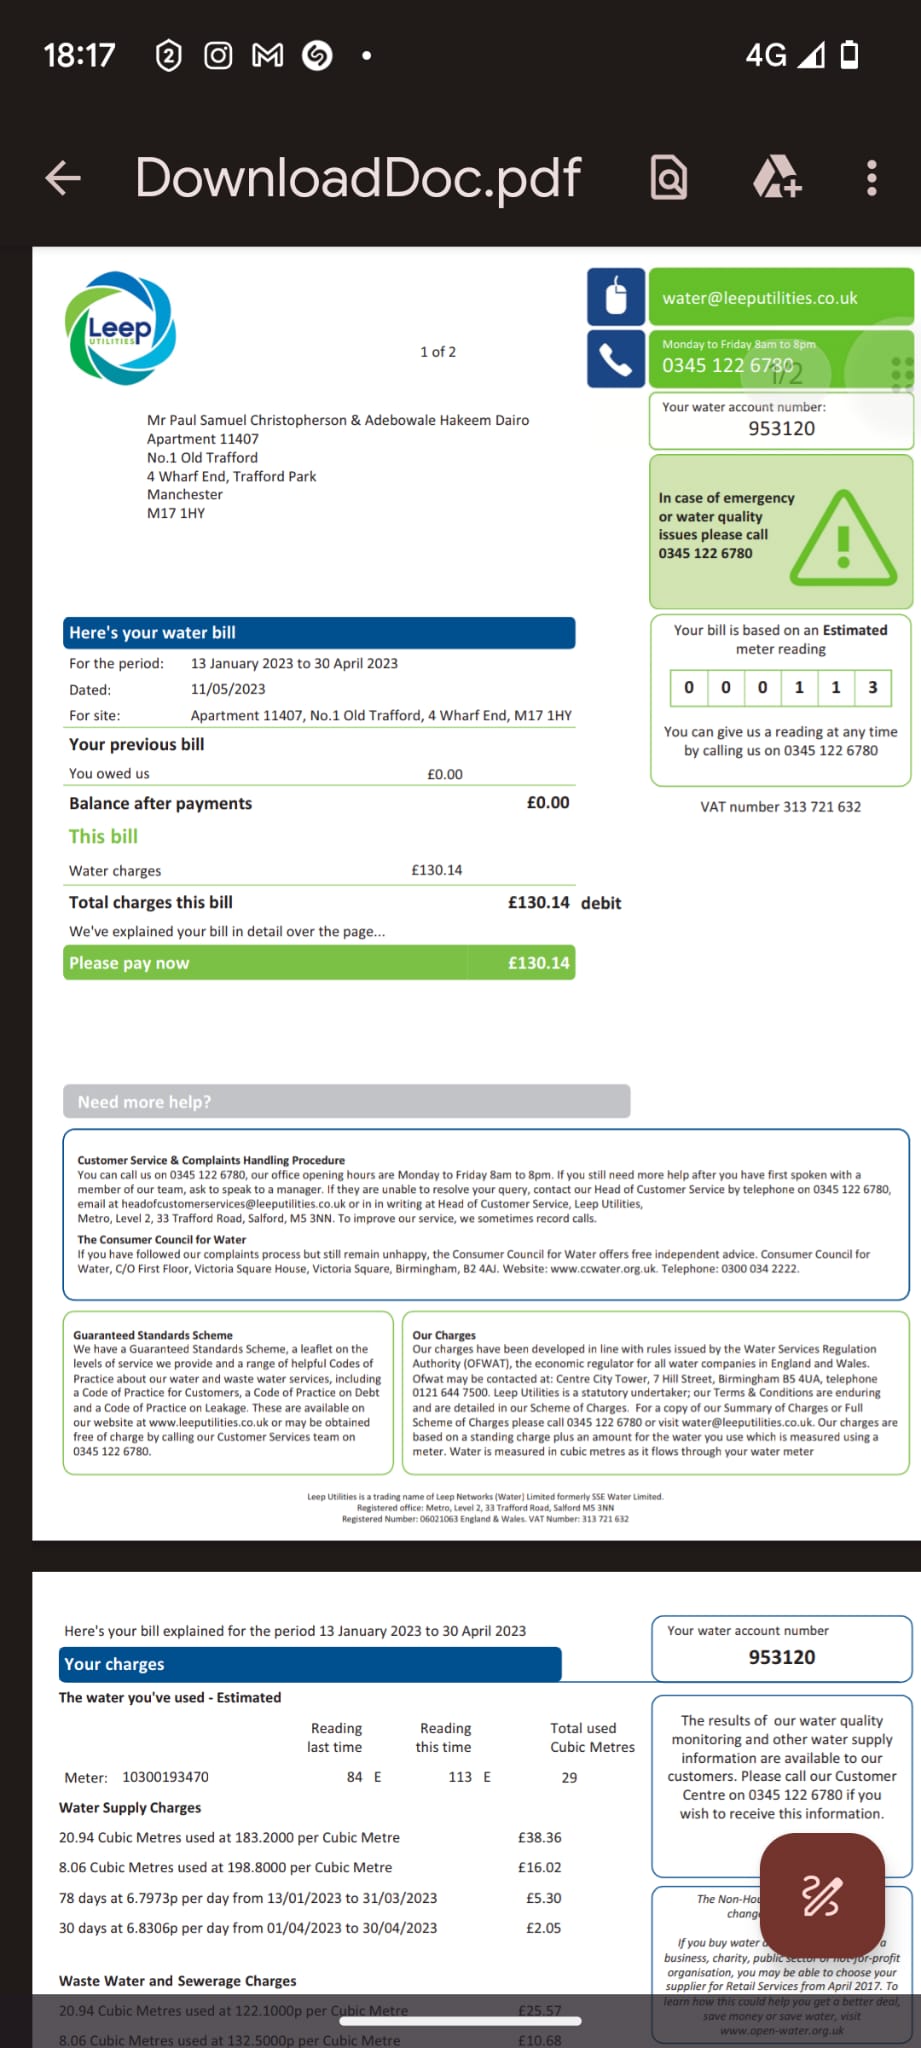 18:17
4G
DownloadDoc.pdf
Leep
UTILITIES
1 of 2
water@leeputilities.co.uk
Monday to Friday 8am to 8pm
0345 122 6780
1/2
Your water account number:
953120
Mr Paul Samuel Christopherson & Adebowale Hakeem Dairo
Apartment 11407
No.1 Old Trafford
4 Wharf End, Trafford Park
Manchester
M17 1HY
In case of emergency
or water quality
issues please call
0345 122 6780
Here's your water bill
For the period: 13 January 2023 to 30 April 2023
Dated: 11/05/2023
For site: Apartment 11407, No.1 Old Trafford, 4 Wharf End, M17 1HY
Your previous bill
You owed us £0.00
Balance after payments £0.00
This bill
Water charges £130.14
Total charges this bill £130.14 debit
We've explained your bill in detail over the page...
Please pay now £130.14
Your bill is based on an Estimated
meter reading
0 0 0 1 1 3
You can give us a reading at any time
by calling us on 0345 122 6780
VAT number 313 721 632
Need more help?
Customer Service & Complaints Handling Procedure
You can call us on 0345 122 6780, our office opening hours are Monday to Friday 8am to 8pm. If you still need more help after you have first spoken with a
member of our team, ask to speak to a manager. If they are unable to resolve your query, contact our Head of Customer Service by telephone on 0345 122 6780,
email at headofcustomerservices@leeputilities.co.uk or in in writing at Head of Customer Service, Leep Utilities,
Metro, Level 2, 33 Trafford Road, Salford, M5 3NN. To improve our service, we sometimes record calls.
The Consumer Council for Water
If you have followed our complaints process but still remain unhappy, the Consumer Council for Water offers free independent advice. Consumer Council for
Water, C/O First Floor, Victoria Square House, Victoria Square, Birmingham, B2 4AJ. Website: www.ccwater.org.uk. Telephone: 0300 034 2222.
Guaranteed Standards Scheme
We have a Guaranteed Standards Scheme, a leaflet on the
levels of service we provide and a range of helpful Codes of
Practice about our water and waste water services, including
a Code of Practice for Customers, a Code of Practice on Debt
and a Code of Practice on Leakage. These are available on
our website at www.leeputilities.co.uk or may be obtained
free of charge by calling our Customer Services team on
0345 122 6780.
Our Charges
Our charges have been developed in line with rules issued by the Water Services Regulation
Authority (OFWAT), the economic regulator for all water companies in England and Wales.
Ofwat may be contacted at: Centre City Tower, 7 Hill Street, Birmingham B5 4UA, telephone
0121 644 7500. Leep Utilities is a statutory undertaker; our Terms & Conditions are enduring
and are detailed in our Scheme of Charges. For a copy of our Summary of Charges or Full
Scheme of Charges please call 0345 122 6780 or visit water@leeputilities.co.uk. Our charges are
based on a standing charge plus an amount for the water you use which is measured using a
meter. Water is measured in cubic metres as it flows through your water meter
Leep Utilities is a trading name of Leep Networks (Water) Limited formerly SSE Water Limited.
Registered office: Metro, Level 2, 33 Trafford Road, Salford M5 3NN
Registered Number: 06021063 England & Wales. VAT Number: 313 721 632
Here's your bill explained for the period 13 January 2023 to 30 April 2023
Your charges
Your water account number
953120
The water you've used - Estimated
Reading last time Reading this time Total used Cubic Metres
Meter: 10300193470 84 E 113 E 29
Water Supply Charges
20.94 Cubic Metres used at 183.2000 per Cubic Metre £38.36
8.06 Cubic Metres used at 198.8000 per Cubic Metre £16.02
78 days at 6.7973p per day from 13/01/2023 to 31/03/2023 £5.30
30 days at 6.8306p per day from 01/04/2023 to 30/04/2023 £2.05
Waste Water and Sewerage Charges
20.94 Cubic Metres used at 122.1000p per Cubic Metre £25.57
8.06 Cubic Metres used at 132.5000p per Cubic Metre £10.68
The results of our water quality
monitoring and other water supply
information are available to our
customers. Please call our Customer
Centre on 0345 122 6780 if you
wish to receive this information.
The
If you buy water a
business, charity, public sector or not-for-profit
organisation, you may be able to choose your
supplier for Retail Services from April 2017. To
learn how this could help you get a better deal,
save money or save water, visit
www.open-water.org.uk